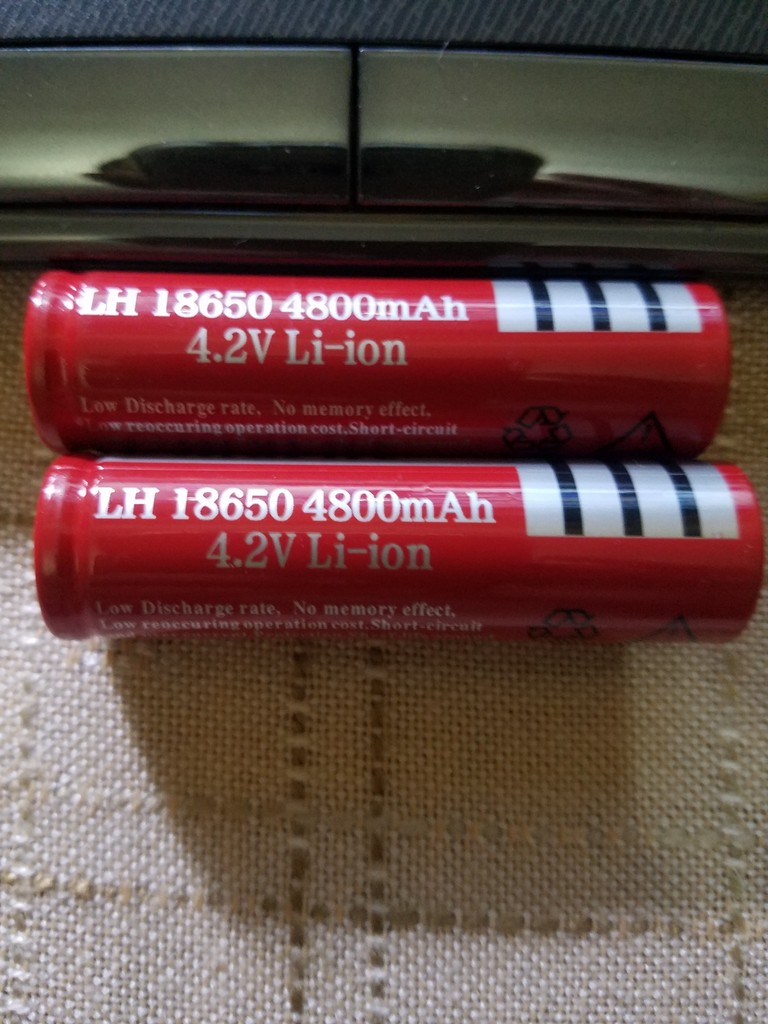 LH 18650 4800mAh
4.2V Li-ion
Low Discharge rate, No memory effect,
Low reoccuring operation cost.Short-circuit
LH 18650 4800mAh
4.2V Li-ion
Low Discharge rate, No memory effect,
Low reoccuring operation cost.Short-circuit